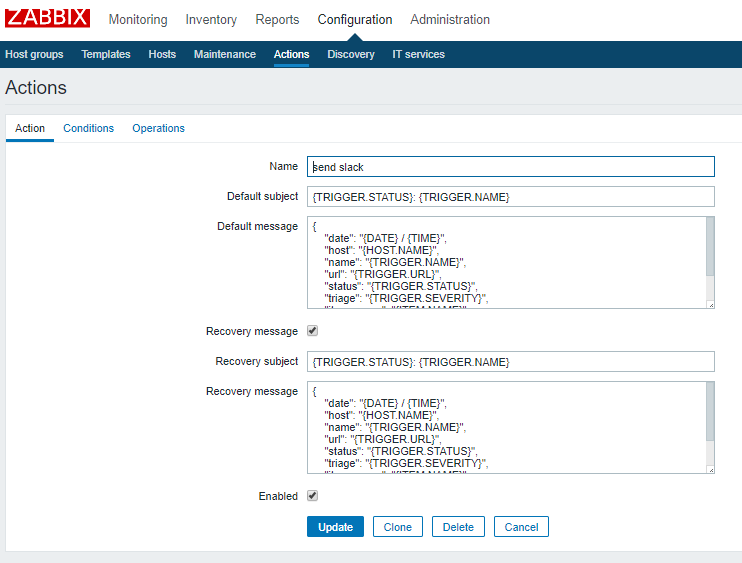 ZABBIX Monitoring Inventory Reports Configuration Administration
Host groups Templates Hosts Maintenance Actions Discovery IT services
Actions
Action Conditions Operations
Name send slack
Default subject {TRIGGER.STATUS}: {TRIGGER.NAME}
Default message {
"date": "{DATE} / {TIME}",
"host": "{HOST.NAME}",
"name": "{TRIGGER.NAME}",
"url": "{TRIGGER.URL}",
"status": "{TRIGGER.STATUS}",
"triage": "{TRIGGER.SEVERITY}",
Recovery message
Recovery subject {TRIGGER.STATUS}: {TRIGGER.NAME}
Recovery message {
"date": "{DATE} / {TIME}",
"host": "{HOST.NAME}",
"name": "{TRIGGER.NAME}",
"url": "{TRIGGER.URL}",
"status": "{TRIGGER.STATUS}",
"triage": "{TRIGGER.SEVERITY}",
Enabled
Update Clone Delete Cancel